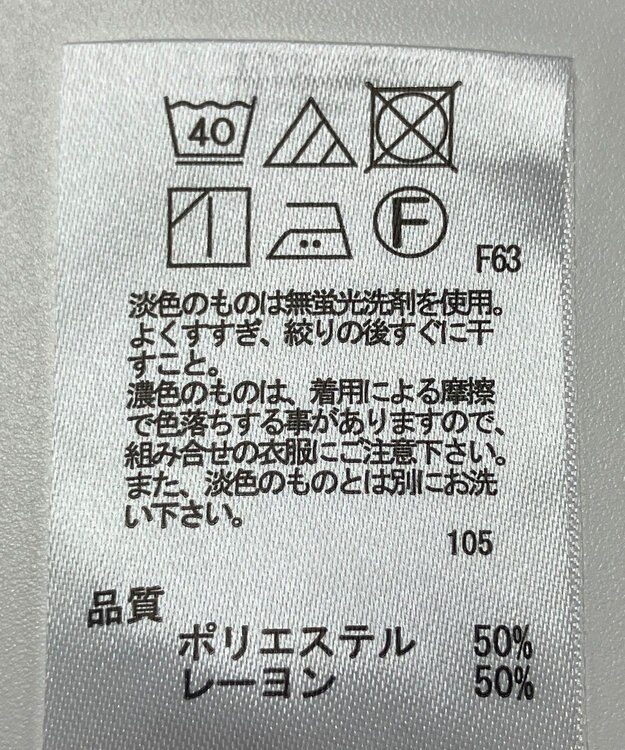 40
F
F63
淡色のものは無蛍光洗剤を使用。
よくすすぎ、絞りの後すぐに干
すこと。
濃色のものは、着用による摩擦
で色落ちする事がありますので、
組み合せの衣服にご注意下さい。
また、淡色のものとは別にお洗
い下さい。
105
品質
ポリエステル 50%
レーヨン 50%